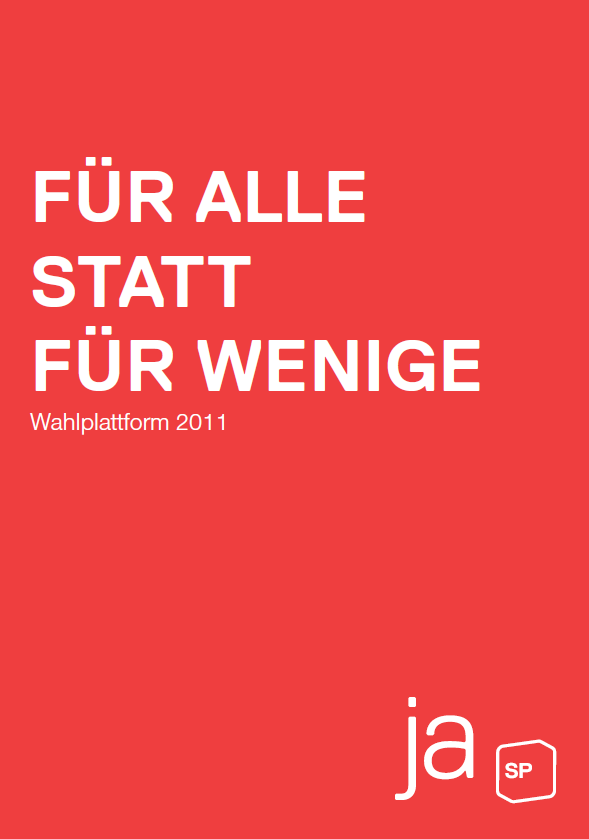 FÜR ALLE
STATT
FÜR WENIGE
Wahlplattform 2011
ja
SP